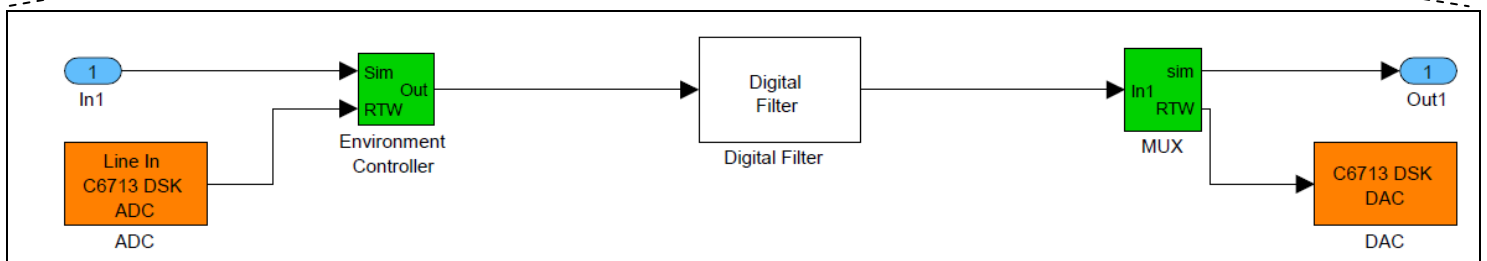 1
In1
Line In
C6713 DSK
ADC
ADC
Sim
Out
RTW
Environment
Controller
Digital
Filter
Digital Filter
sim
In1
RTW
MUX
1
Out1
C6713 DSK
DAC
DAC